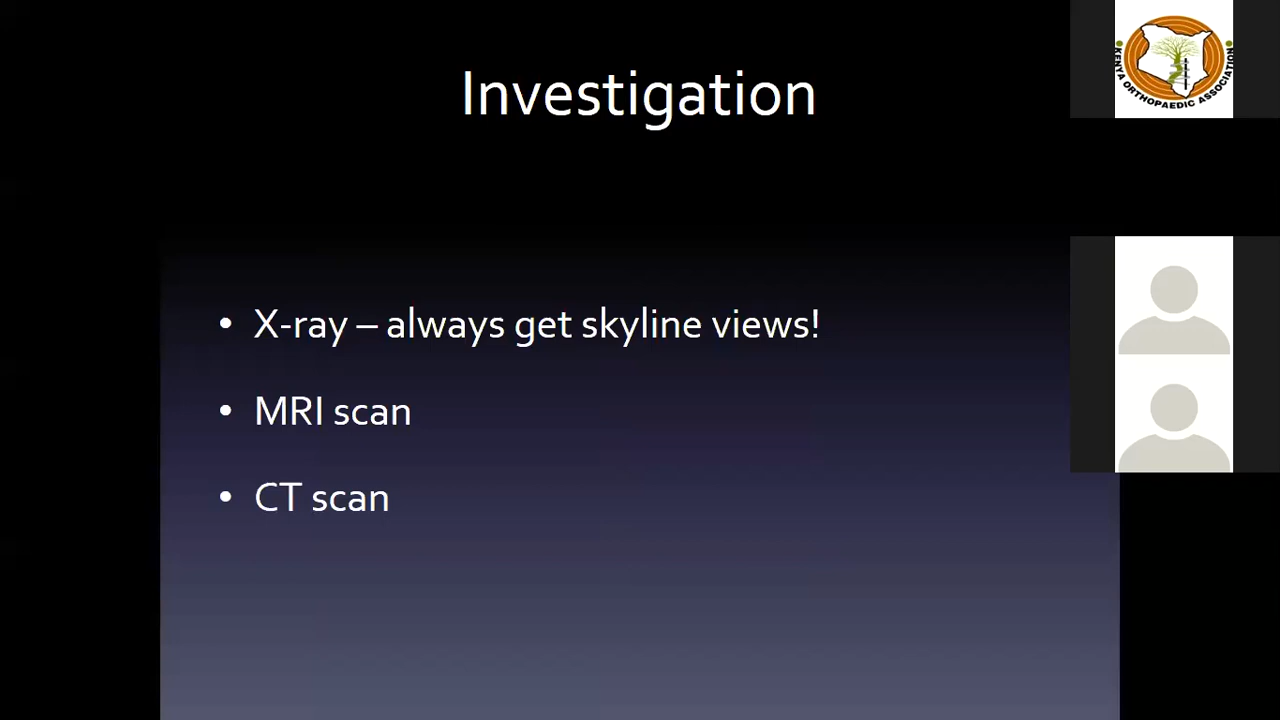 Investigation
KENYA ORTHOPAEDIC ASSOCIATION
• X-ray – always get skyline views!
• MRI scan
• CT scan